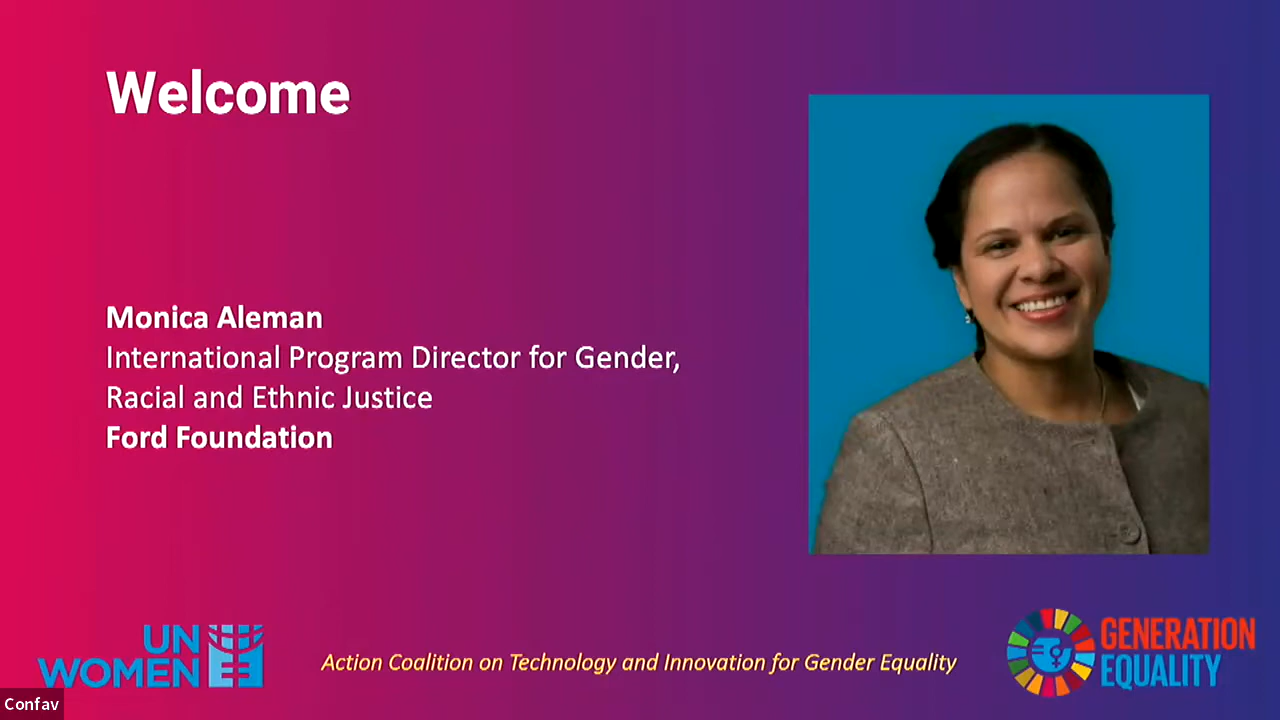 Welcome
Monica Aleman
International Program Director for Gender,
Racial and Ethnic Justice
Ford Foundation
UN
WOMEN
Action Coalition on Technology and Innovation for Gender Equality
GENERATION
EQUALITY
Confav